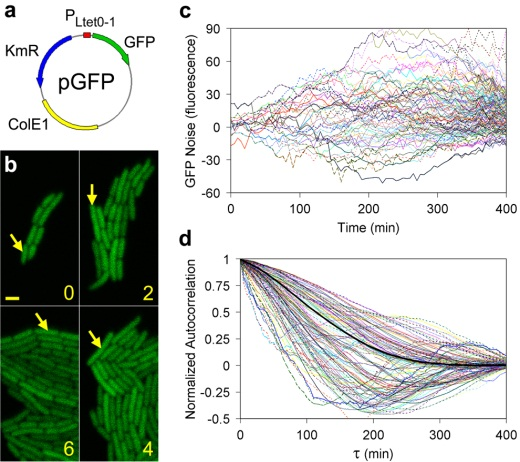 a
P Ltet0-1
GFP
KmR
pGFP
ColE1
b
0
2
6
4
c
GFP Noise (fluorescence)
90
60
30
0
-30
-60
0
100
200
300
400
Time (min)
d
Normalized Autocorrelation
1
0.75
0.5
0.25
0
-0.25
-0.5
0
100
200
300
400
τ (min)